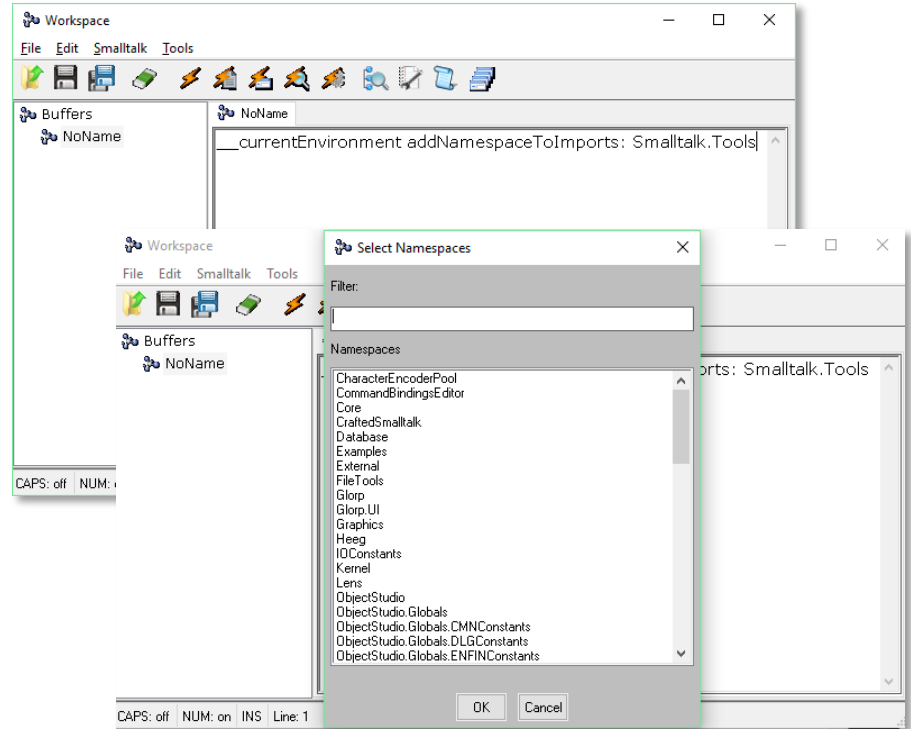 Workspace
File Edit Smalltalk Tools
Buffers
NoName
NoName
__currentEnvironment addNamespaceToImports: Smalltalk.Tools
CAPS: off NUM:
Workspace
File Edit Smalltalk Tools
Buffers
NoName
orts: Smalltalk.Tools
CAPS: off NUM: on INS Line: 1
Select Namespaces
Filter:
Namespaces
CharacterEncoderPool
CommandBindingsEditor
Core
CraftedSmalltalk
Database
Examples
External
FileTools
Glorp
Glorp.UI
Graphics
Heeg
IOConstants
Kernel
Lens
ObjectStudio
ObjectStudio.Globals
ObjectStudio.Globals.CMNConstants
ObjectStudio.Globals.DLGConstants
ObjectStudio.Globals.ENFINConstants
OK Cancel